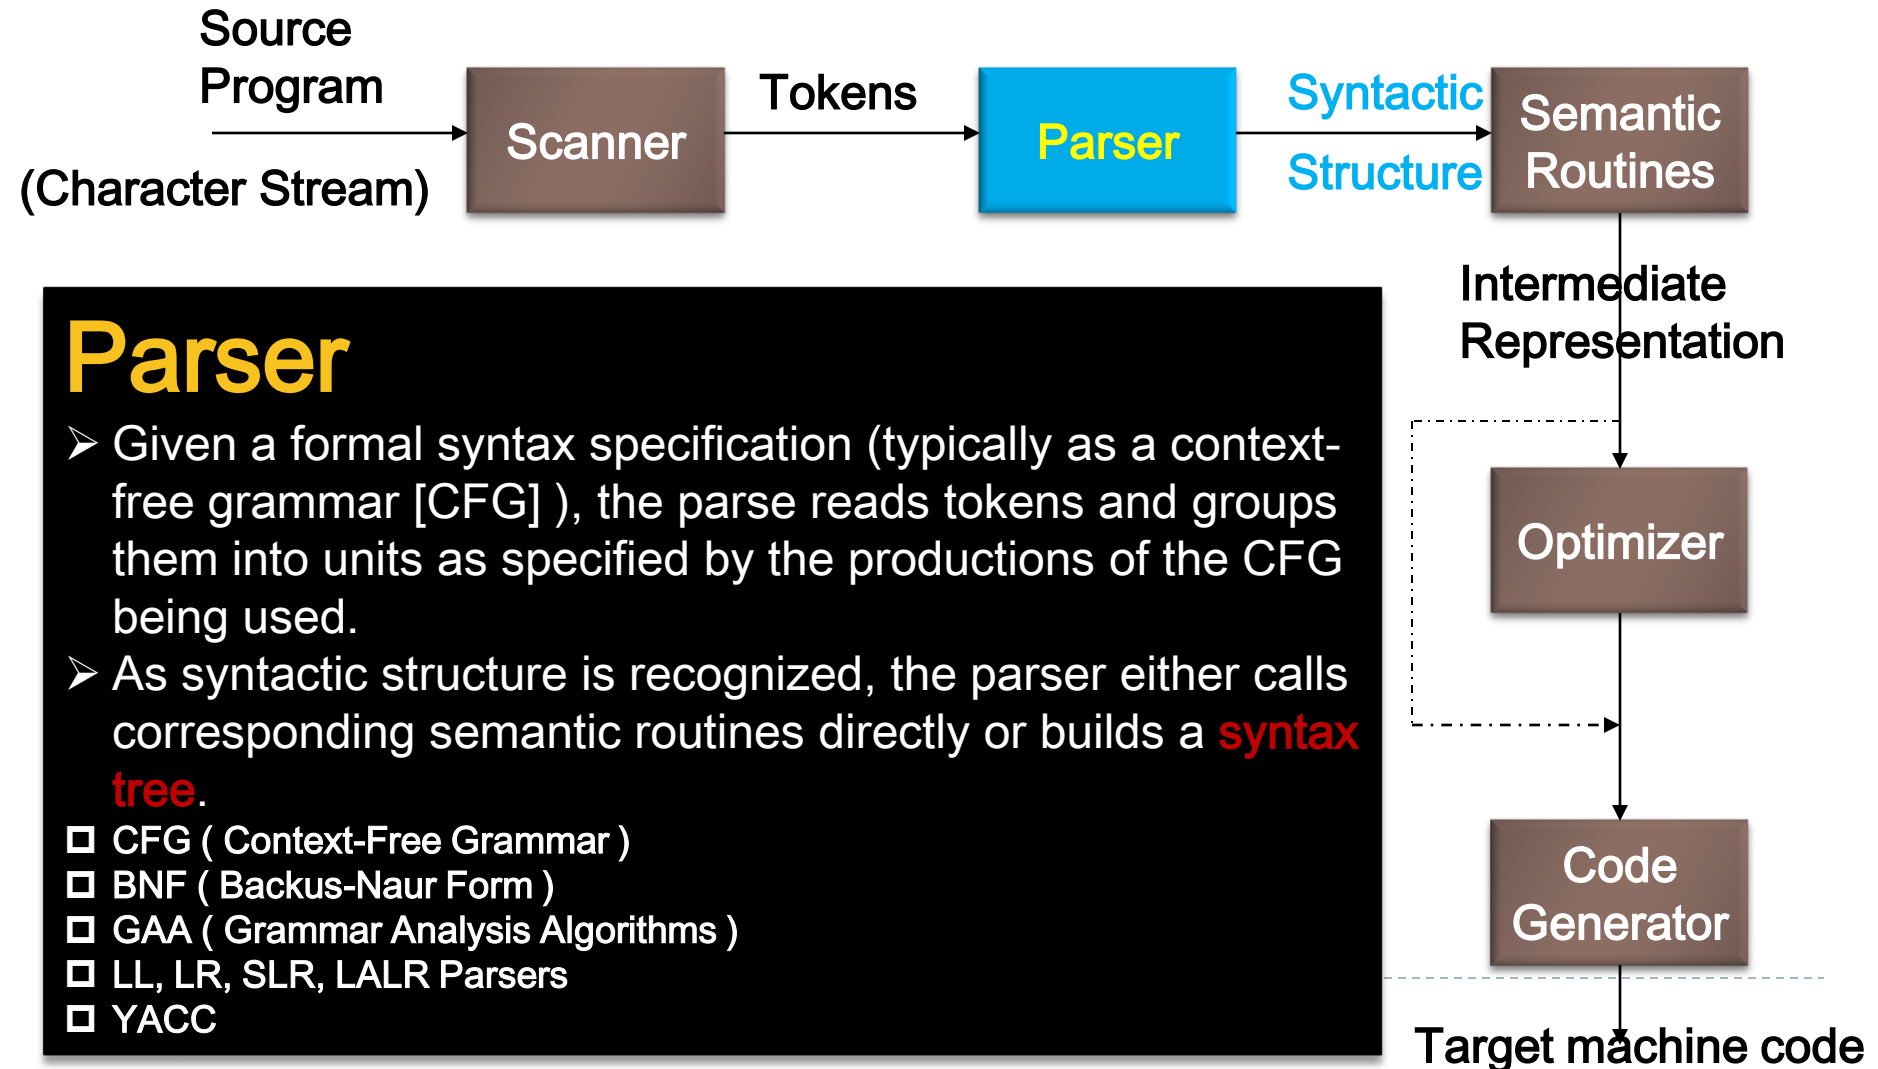 Source
Program
(Character Stream)
Scanner
Tokens
Parser
Syntactic
Structure
Semantic
Routines
Intermediate
Representation
Optimizer
Code
Generator
Target machine code
Parser
➢ Given a formal syntax specification (typically as a context-
free grammar [CFG] ), the parse reads tokens and groups
them into units as specified by the productions of the CFG
being used.
➢ As syntactic structure is recognized, the parser either calls
corresponding semantic routines directly or builds a syntax
tree.
❑ CFG ( Context-Free Grammar )
❑ BNF ( Backus-Naur Form )
❑ GAA ( Grammar Analysis Algorithms )
❑ LL, LR, SLR, LALR Parsers
❑ YACC